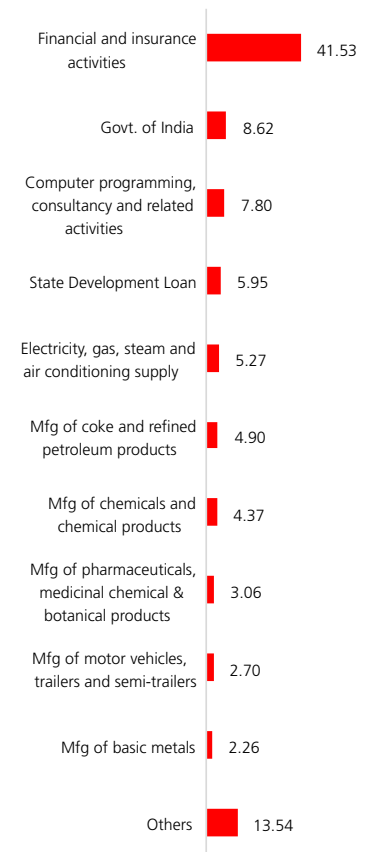 Financial and insurance
activities
41.53
Govt. of India
8.62
Computer programming,
consultancy and related
activities
7.80
State Development Loan
5.95
Electricity, gas, steam and
air conditioning supply
5.27
Mfg of coke and refined
petroleum products
4.90
Mfg of chemicals and
chemical products
4.37
Mfg of pharmaceuticals,
medicinal chemical &
botanical products
3.06
Mfg of motor vehicles,
trailers and semi-trailers
2.70
Mfg of basic metals
2.26
Others
13.54